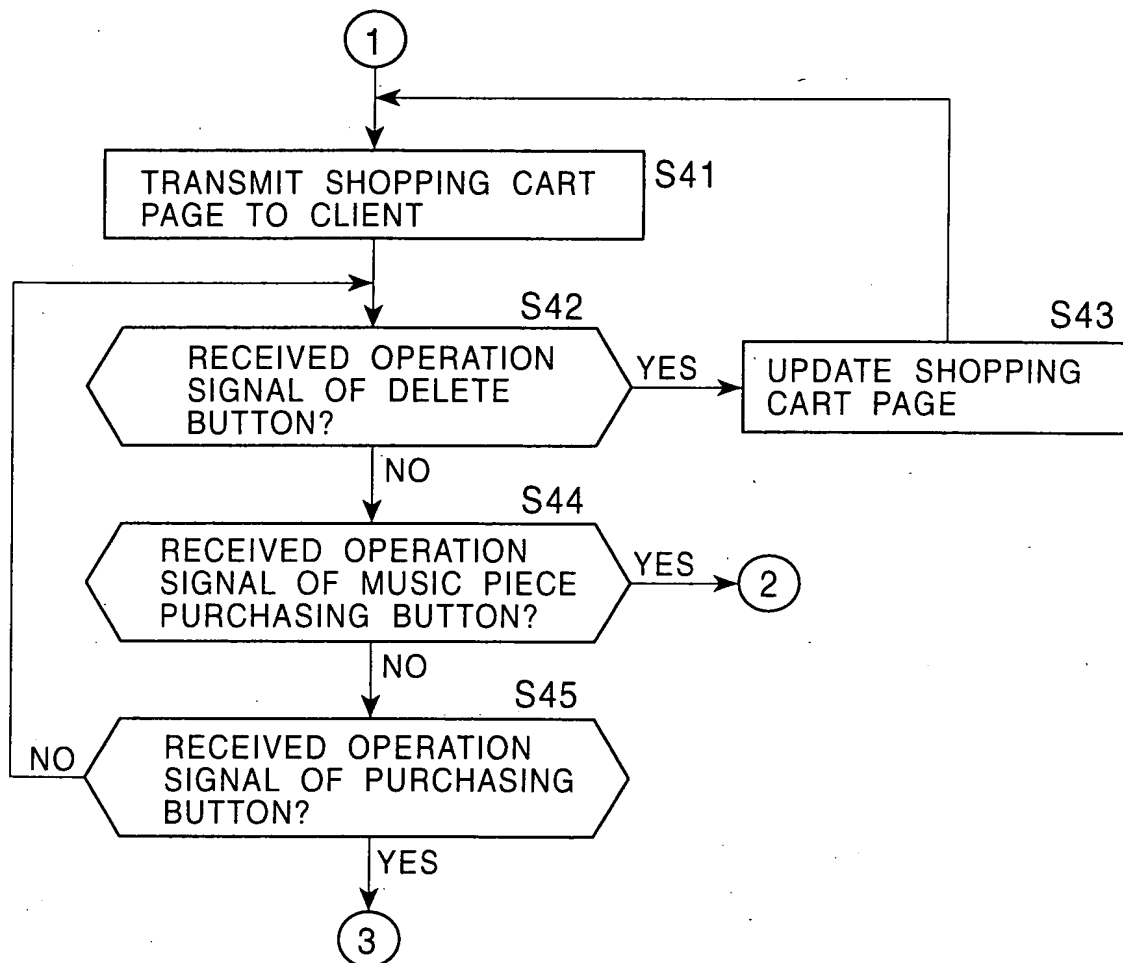 1
TRANSMIT SHOPPING CART
PAGE TO CLIENT
S41
S42
RECEIVED OPERATION
SIGNAL OF DELETE
BUTTON?
YES
S43
UPDATE SHOPPING
CART PAGE
NO
S44
RECEIVED OPERATION
SIGNAL OF MUSIC PIECE
PURCHASING BUTTON?
YES
2
NO
S45
RECEIVED OPERATION
SIGNAL OF PURCHASING
BUTTON?
NO
YES
3